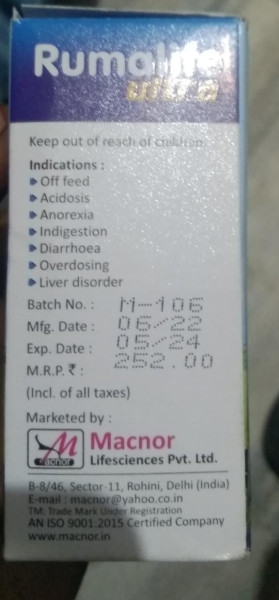 Rumalife
ultra
Keep out of reach of children.
Indications :
Off feed
Acidosis
Anorexia
Indigestion
Diarrhoea
Overdosing
Liver disorder
Batch No. : M-106
Mfg. Date : 06/22
Exp. Date : 05/24
M.R.P. ₹ : 252.00
(Incl. of all taxes)
Marketed by :
Macnor
macnor
Lifesciences Pvt. Ltd.
B-8/46, Sector-11, Rohini, Delhi (India)
E-mail : macnor@yahoo.co.in
TM: Trade Mark Under Registration
AN ISO 9001:2015 Certified Company
www.macnor.in